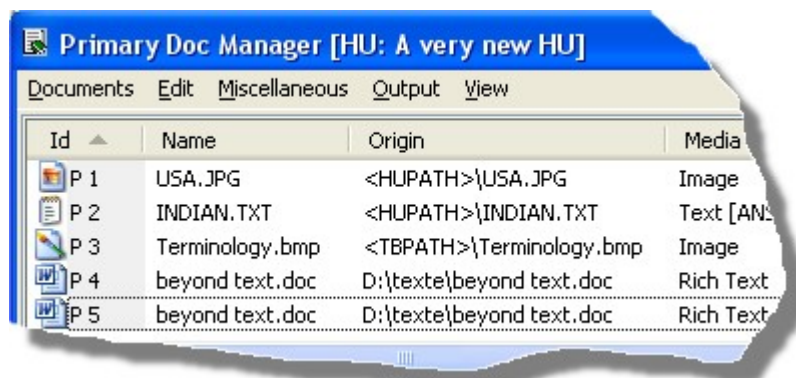 Primary Doc Manager [HU: A very new HU]
Documents Edit Miscellaneous Output View
Id Name Origin Media
P 1 USA.JPG <HUPATH>\USA.JPG Image
P 2 INDIAN.TXT <HUPATH>\INDIAN.TXT Text [ANS
P 3 Terminology.bmp <TBPATH>\Terminology.bmp Image
P 4 beyond text.doc D:\texte\beyond text.doc Rich Text
P 5 beyond text.doc D:\texte\beyond text.doc Rich Text